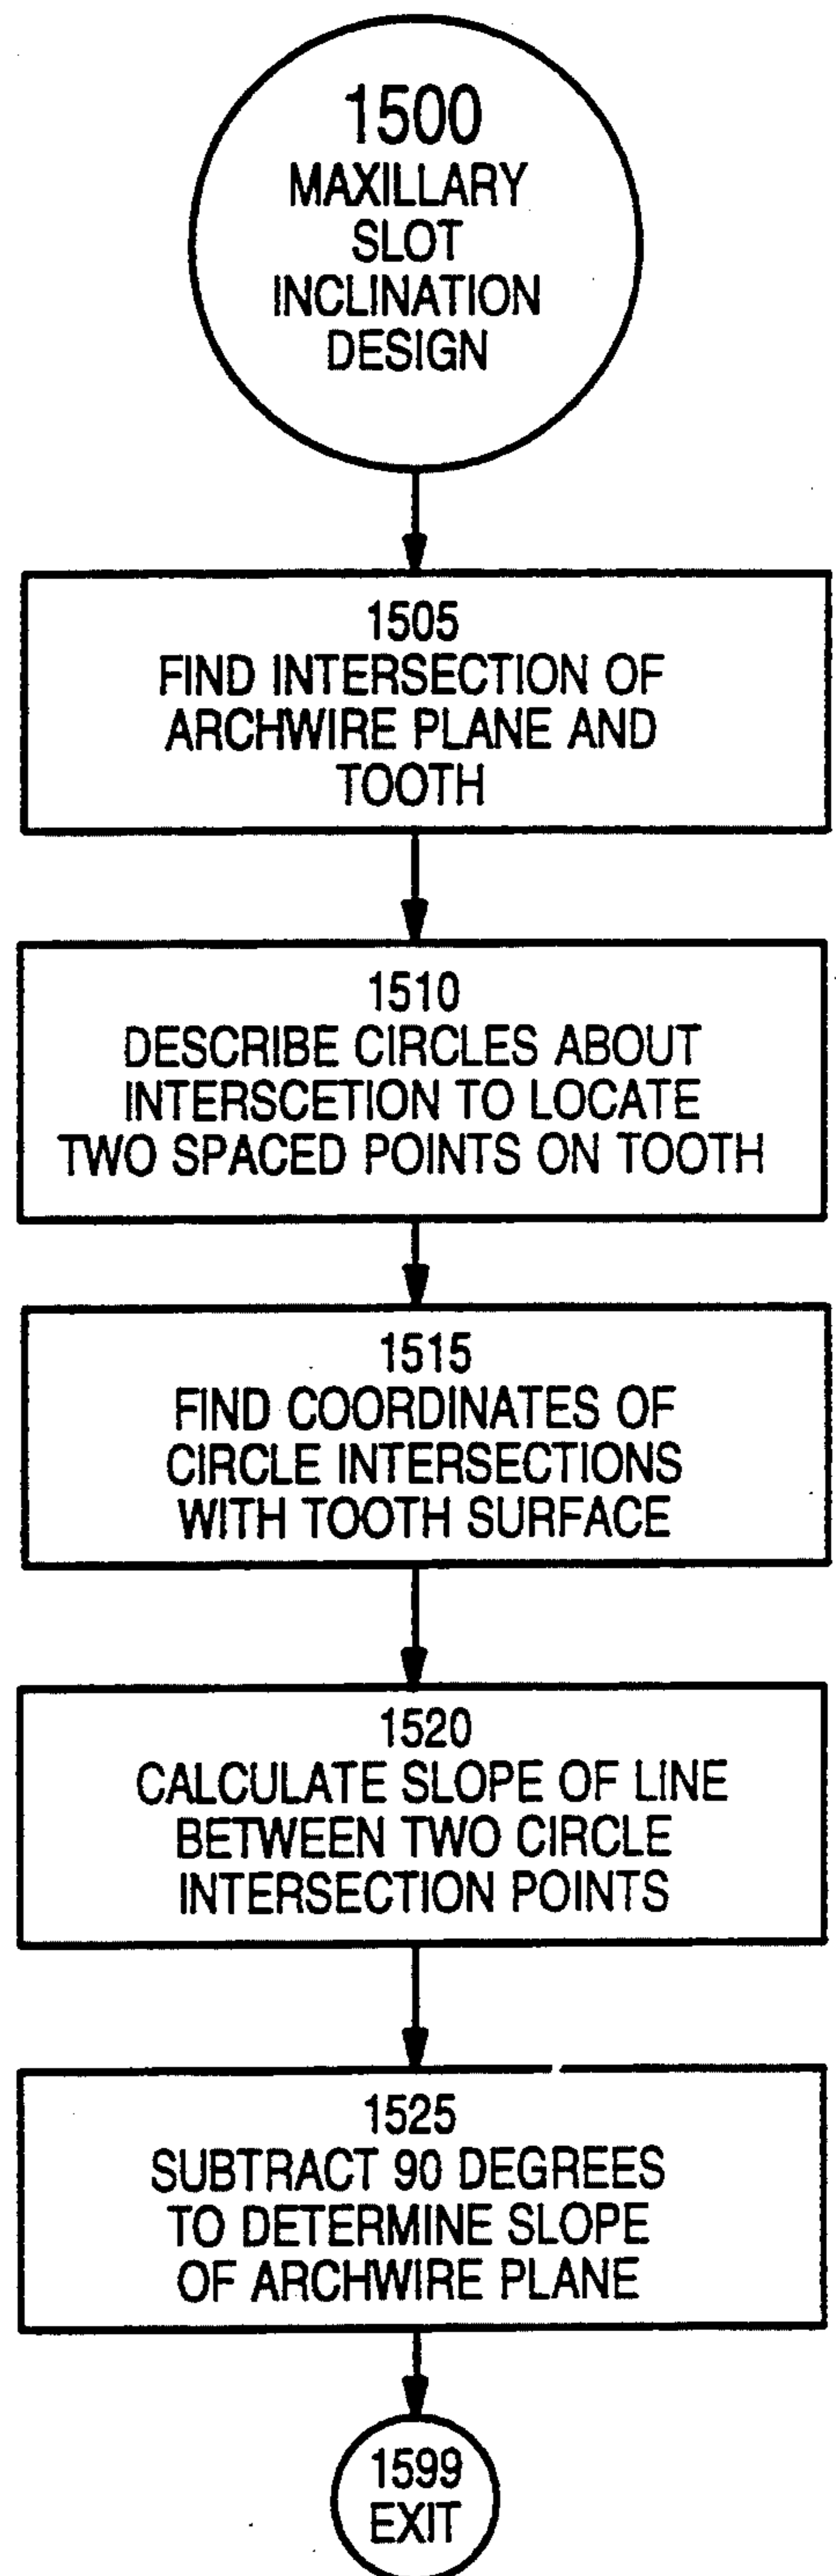 1500
MAXILLARY
SLOT
INCLINATION
DESIGN
1505
FIND INTERSECTION OF
ARCHWIRE PLANE AND
TOOTH
1510
DESCRIBE CIRCLES ABOUT
INTERSCETION TO LOCATE
TWO SPACED POINTS ON TOOTH
1515
FIND COORDINATES OF
CIRCLE INTERSECTIONS
WITH TOOTH SURFACE
1520
CALCULATE SLOPE OF LINE
BETWEEN TWO CIRCLE
INTERSECTION POINTS
1525
SUBTRACT 90 DEGREES
TO DETERMINE SLOPE
OF ARCHWIRE PLANE
1599
EXIT